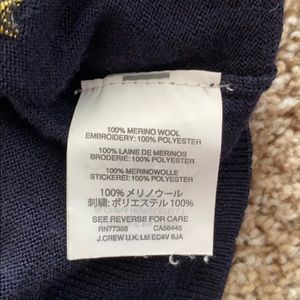 100% MERINO WOOL
EMBROIDERY: 100% POLYESTER
100% LAINE DE MERINOS
BRODERIE: 100% POLYESTER
100% MERINOWOLLE
STICKEREI: 100% POLYESTER
100% メリノウール
刺繍: ポリエステル 100%
SEE REVERSE FOR CARE
RN77388 CA56445
J.CREW U.K. Ltd EC4V 6JA